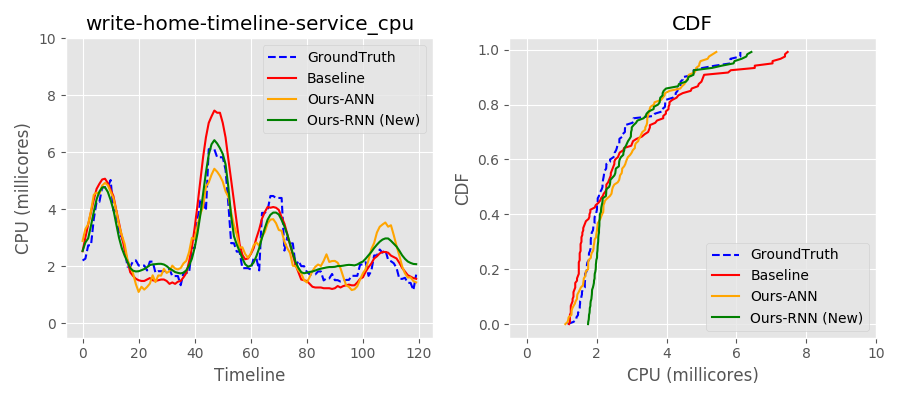 write-home-timeline-service_cpu
CPU (millicores)
10
8
6
4
2
0
GroundTruth
Baseline
Ours-ANN
Ours-RNN (New)
0 20 40 60 80 100 120
Timeline
CDF
CDF
1.0
0.8
0.6
0.4
0.2
0.0
GroundTruth
Baseline
Ours-ANN
Ours-RNN (New)
0 2 4 6 8 10
CPU (millicores)